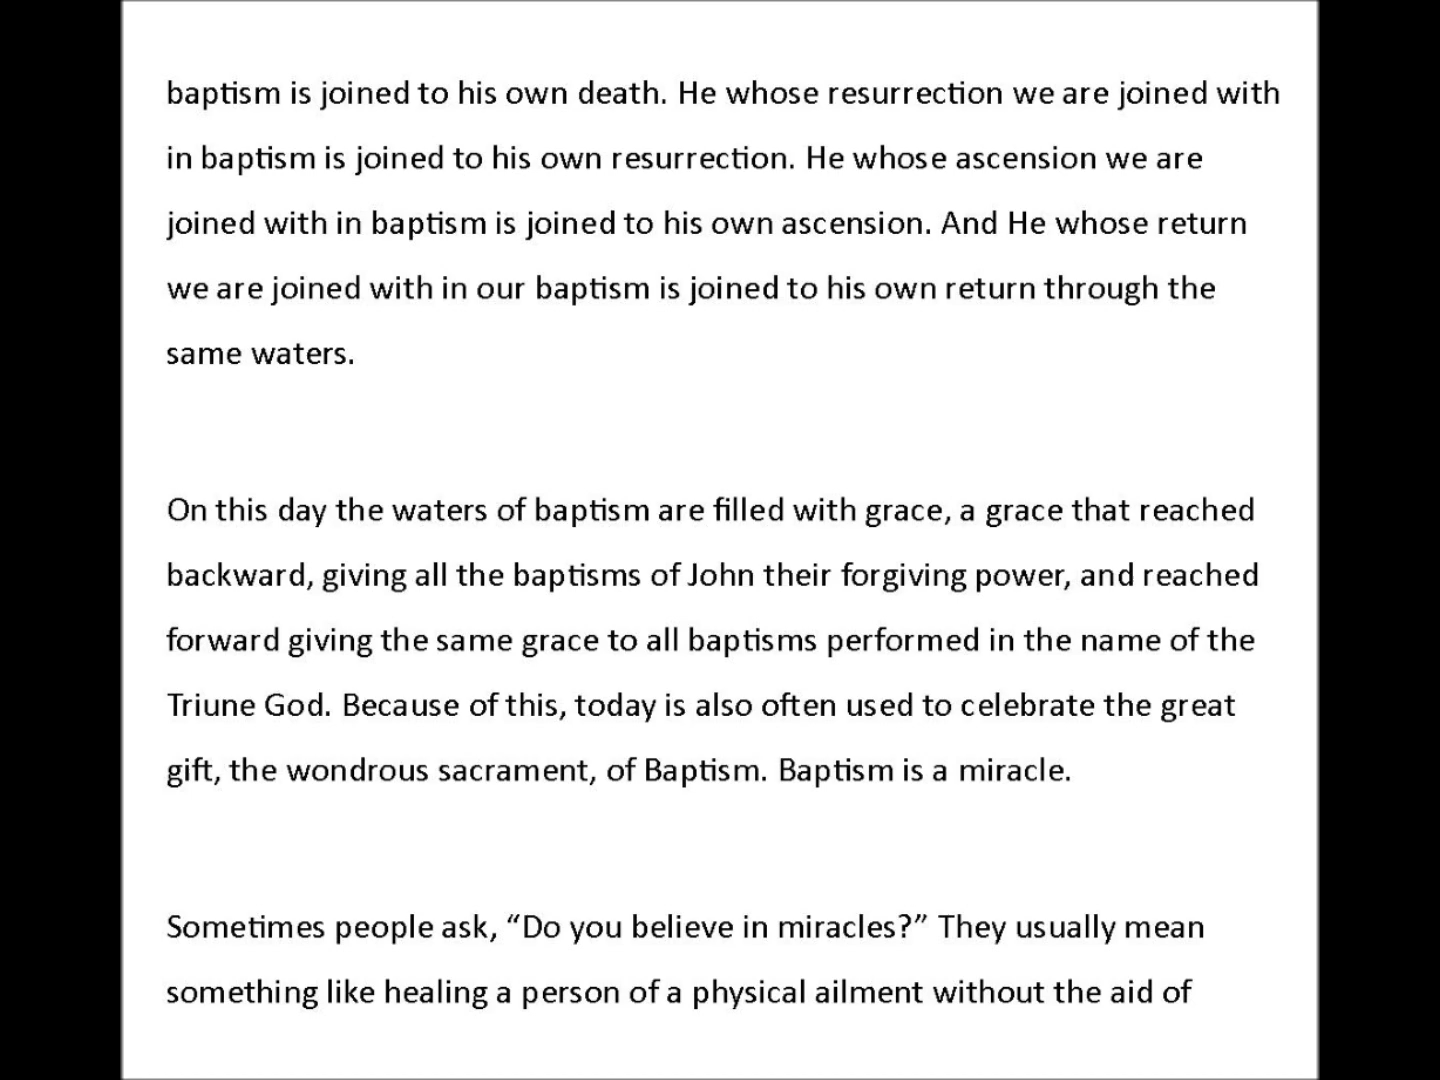 baptism is joined to his own death. He whose resurrection we are joined with
in baptism is joined to his own resurrection. He whose ascension we are
joined with in baptism is joined to his own ascension. And He whose return
we are joined with in our baptism is joined to his own return through the
same waters.
On this day the waters of baptism are filled with grace, a grace that reached
backward, giving all the baptisms of John their forgiving power, and reached
forward giving the same grace to all baptisms performed in the name of the
Triune God. Because of this, today is also often used to celebrate the great
gift, the wondrous sacrament, of Baptism. Baptism is a miracle.
Sometimes people ask, “Do you believe in miracles?” They usually mean
something like healing a person of a physical ailment without the aid of